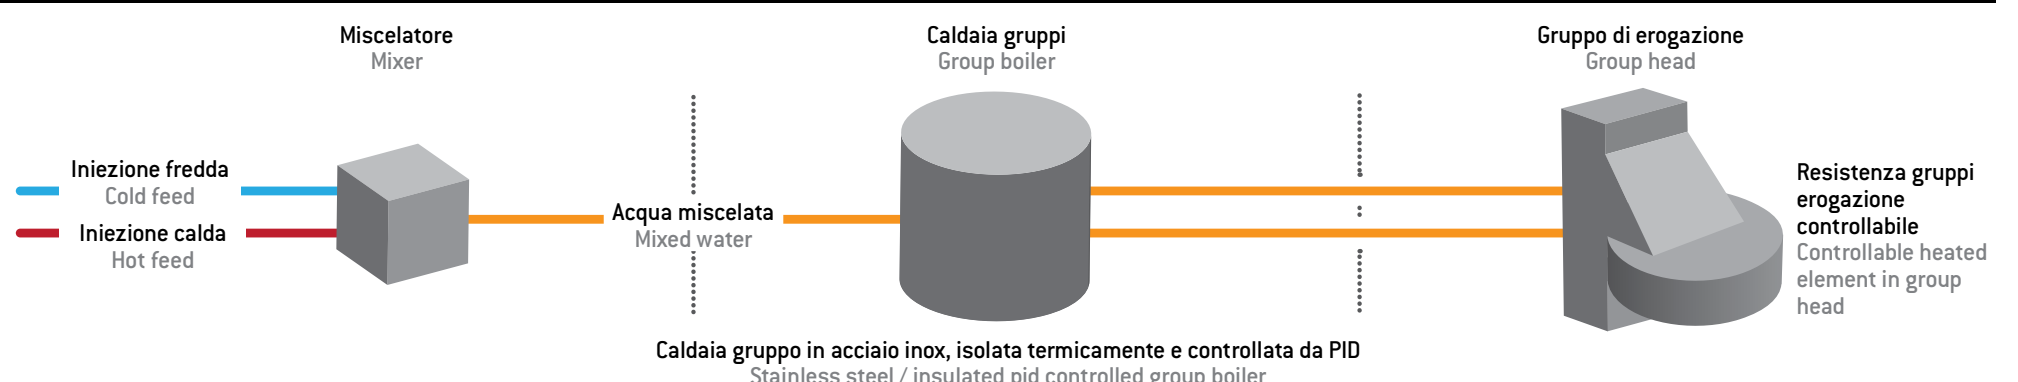 Miscelatore
Mixer
Caldaia gruppi
Group boiler
Gruppo di erogazione
Group head
Iniezione fredda
Cold feed
Iniezione calda
Hot feed
Acqua miscelata
Mixed water
Resistenza gruppi
erogazione
controllabile
Controllable heated
element in group
head
Caldaia gruppo in acciaio inox, isolata termicamente e controllata da PID
Stainless steel / insulated pid controlled group boiler